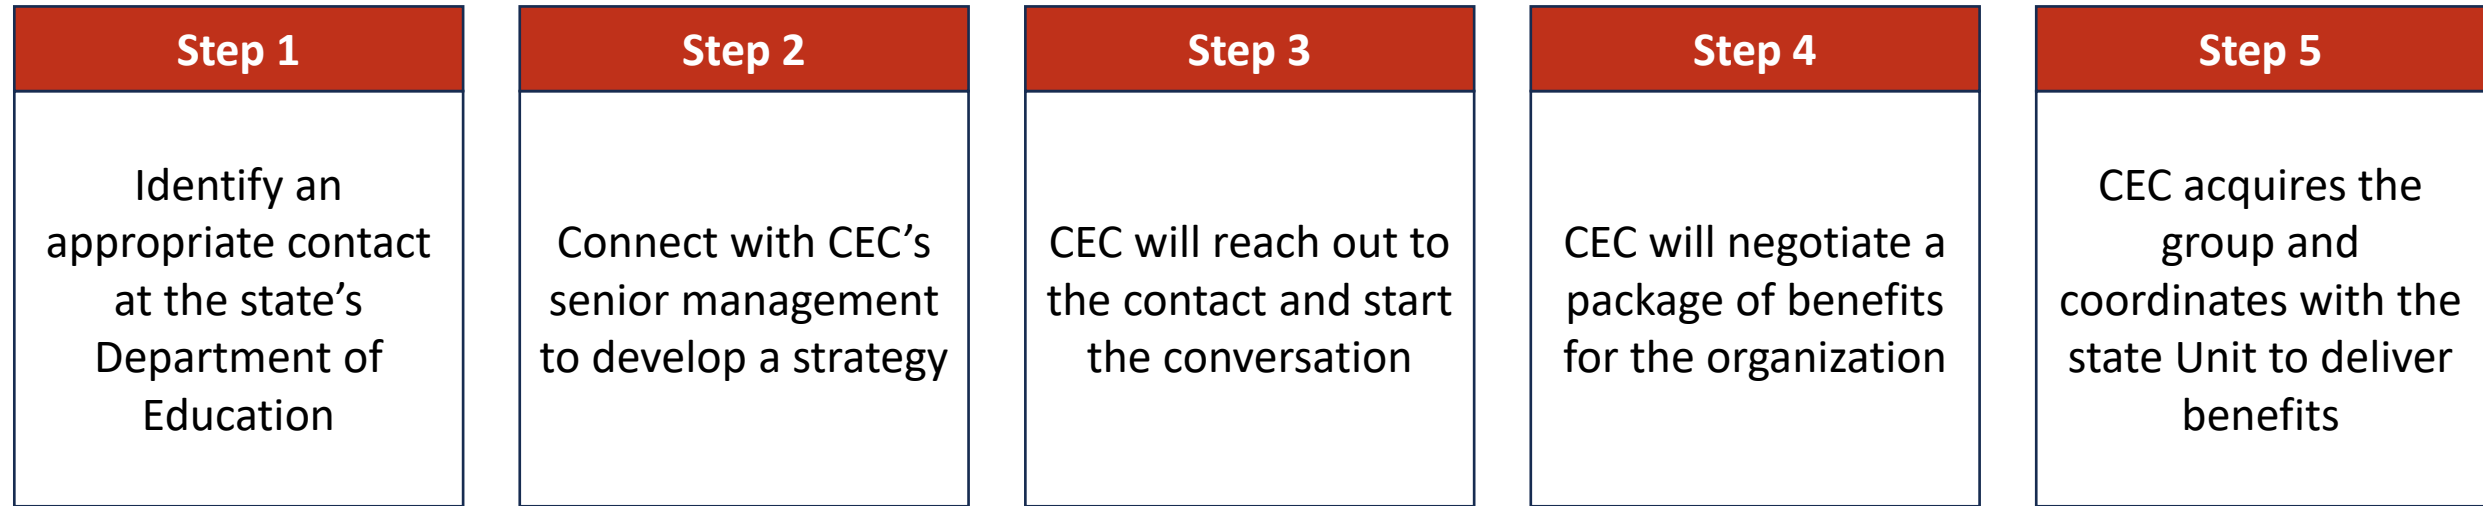 Step 1
Identify an
appropriate contact
at the state’s
Department of
Education
Step 2
Connect with CEC’s
senior management
to develop a strategy
Step 3
CEC will reach out to
the contact and start
the conversation
Step 4
CEC will negotiate a
package of benefits
for the organization
Step 5
CEC acquires the
group and
coordinates with the
state Unit to deliver
benefits